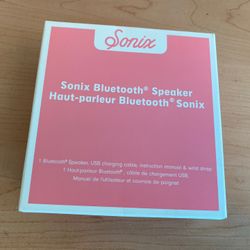 Sonix
Sonix Bluetooth® Speaker
Haut-parleur Bluetooth® Sonix
1 Bluetooth® Speaker, USB charging cable, instruction manual & wrist strap
1 Haut-parleur Bluetooth®, câble de chargement USB,
Manuel de l'utilisateur et courroie de poignet